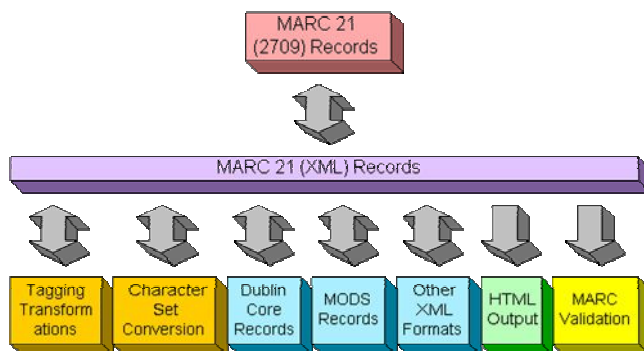 MARC 21
(2709) Records
MARC 21 (XML) Records
Tagging
Transform
ations
Character
Set
Conversion
Dublin
Core
Records
MODS
Records
Other
XML
Formats
HTML
Output
MARC
Validation